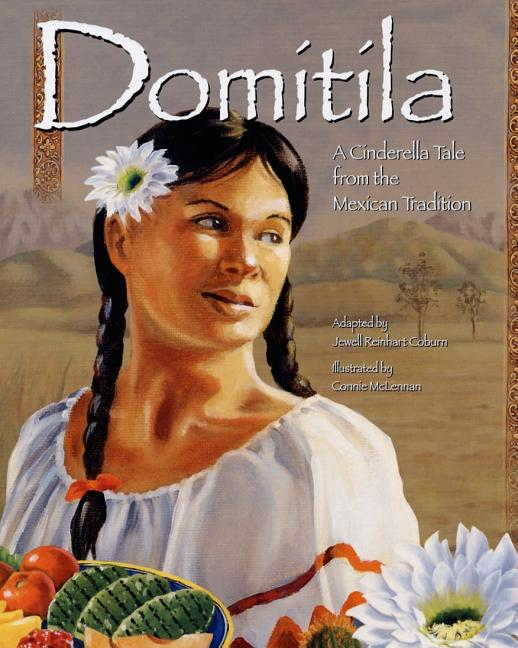 Domitila
A Cinderella Tale
from the
Mexican Tradition
Adapted by
Jewell Reinhart Coburn
Illustrated by
Connie McLennan